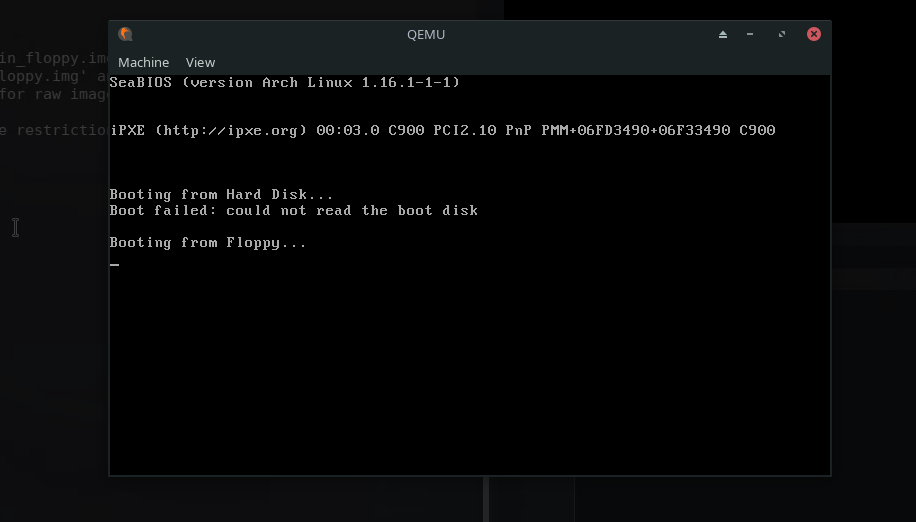 QEMU
Machine View
in_floppy.im
loppy.img' a
for raw imag
e restrictio
SeaBIOS (version Arch Linux 1.16.1-1-1)
iPXE (http://ipxe.org) 00:03.0 C900 PCI2.10 PnP PMM+06FD3490+06F33490 C900
Booting from Hard Disk...
Boot failed: could not read the boot disk
Booting from Floppy...